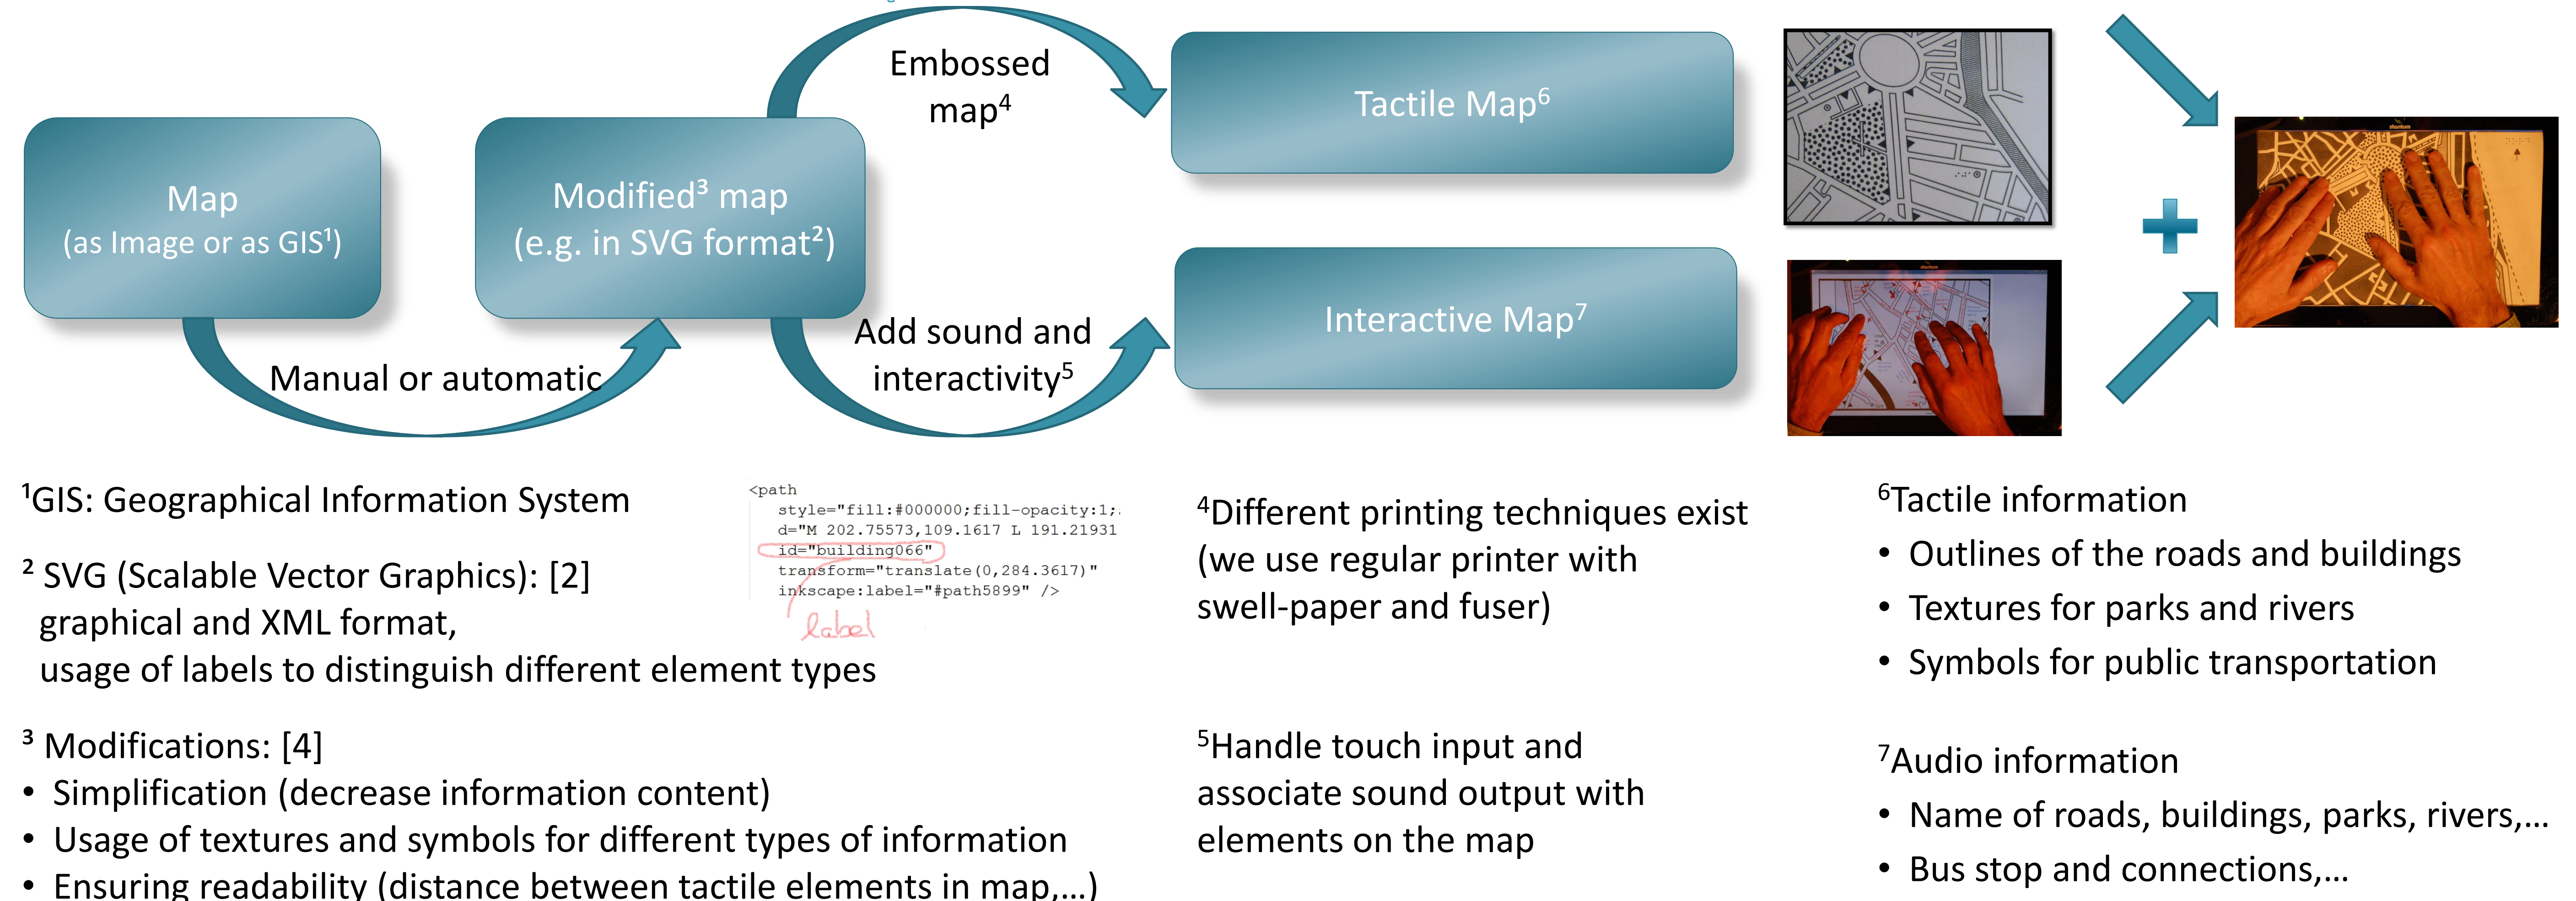 Map
(as Image or as GIS¹)
Manual or automatic
Modified³ map
(e.g. in SVG format²)
Embossed
map⁴
Add sound and
interactivity⁵
Tactile Map⁶
Interactive Map⁷
¹GIS: Geographical Information System
² SVG (Scalable Vector Graphics): [2]
graphical and XML format,
usage of labels to distinguish different element types
<path
style="fill:#000000;fill-opacity:1;
d="M 202.75573,109.1617 L 191.21931
id="building066"
transform="translate(0,284.3617)"
inkscape:label="#path5899" />
label
³ Modifications: [4]
• Simplification (decrease information content)
• Usage of textures and symbols for different types of information
• Ensuring readability (distance between tactile elements in map,…)
⁴Different printing techniques exist
(we use regular printer with
swell-paper and fuser)
⁵Handle touch input and
associate sound output with
elements on the map
⁶Tactile information
• Outlines of the roads and buildings
• Textures for parks and rivers
• Symbols for public transportation
⁷Audio information
• Name of roads, buildings, parks, rivers,…
• Bus stop and connections,…